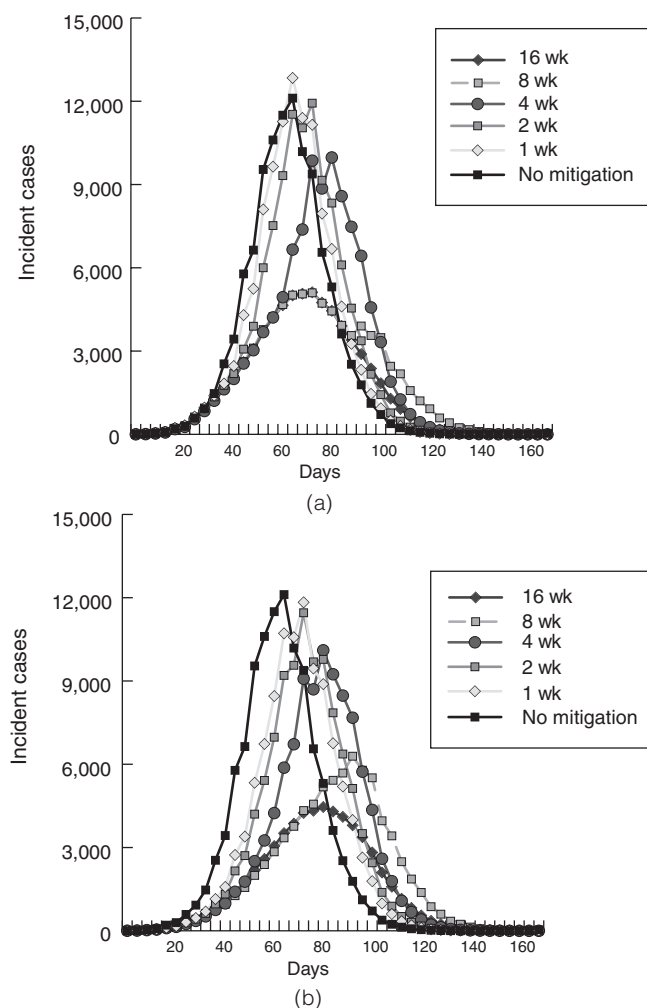 15,000
12,000
9,000
6,000
3,000
0
Incident cases
16 wk
8 wk
4 wk
2 wk
1 wk
No mitigation
20 40 60 80 100 120 140 160
Days
(a)
15,000
12,000
9,000
6,000
3,000
0
Incident cases
16 wk
8 wk
4 wk
2 wk
1 wk
No mitigation
20 40 60 80 100 120 140 160
Days
(b)